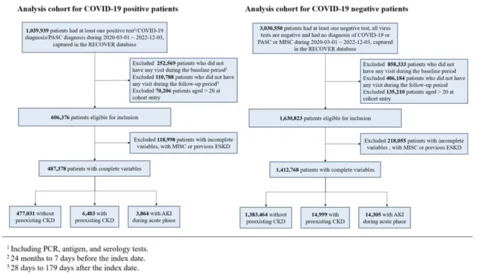 Analysis cohort for COVID-19 positive patients
1,039,939 patients had at least one positive test¹/COVID-19
diagnosis/PASC diagnosis during 2020-03-01 ~ 2022-12-03,
captured in the RECOVER database
Excluded 252,569 patients who did not
have any visit during the baseline period²
Excluded 110,788 patients who did not have
any visit during the follow-up period³
Excluded 70,206 patients aged > 20 at
cohort entry
606,376 patients eligible for inclusion
Excluded 118,998 patients with incomplete
variables, with MISC or previous ESKD
487,378 patients with complete variables
477,031 without
preexisting CKD
6,483 with
preexisting CKD
3,864 with AKI
during acute phase
Analysis cohort for COVID-19 negative patients
3,030,550 patients had at least one negative test, all virus
tests are negative and had no diagnosis of COVID-19 or
PASC or MISC during 2020-03-01 ~ 2022-12-03, captured
in the RECOVER database
Excluded 858,333 patients who did not
have any visit during the baseline period
Excluded 406,184 patients who did not have
any visit during the follow-up period
Excluded 135,210 patients aged > 20 at
cohort entry
1,630,823 patients eligible for inclusion
Excluded 218,055 patients with incomplete
variables , with MISC or previous ESKD
1,412,768 patients with complete variables
1,383,464 without
preexisting CKD
14,999 with
preexisting CKD
14,305 with AKI
during acute phase
¹ Including PCR, antigen, and serology tests.
² 24 months to 7 days before the index date.
³ 28 days to 179 days after the index date.